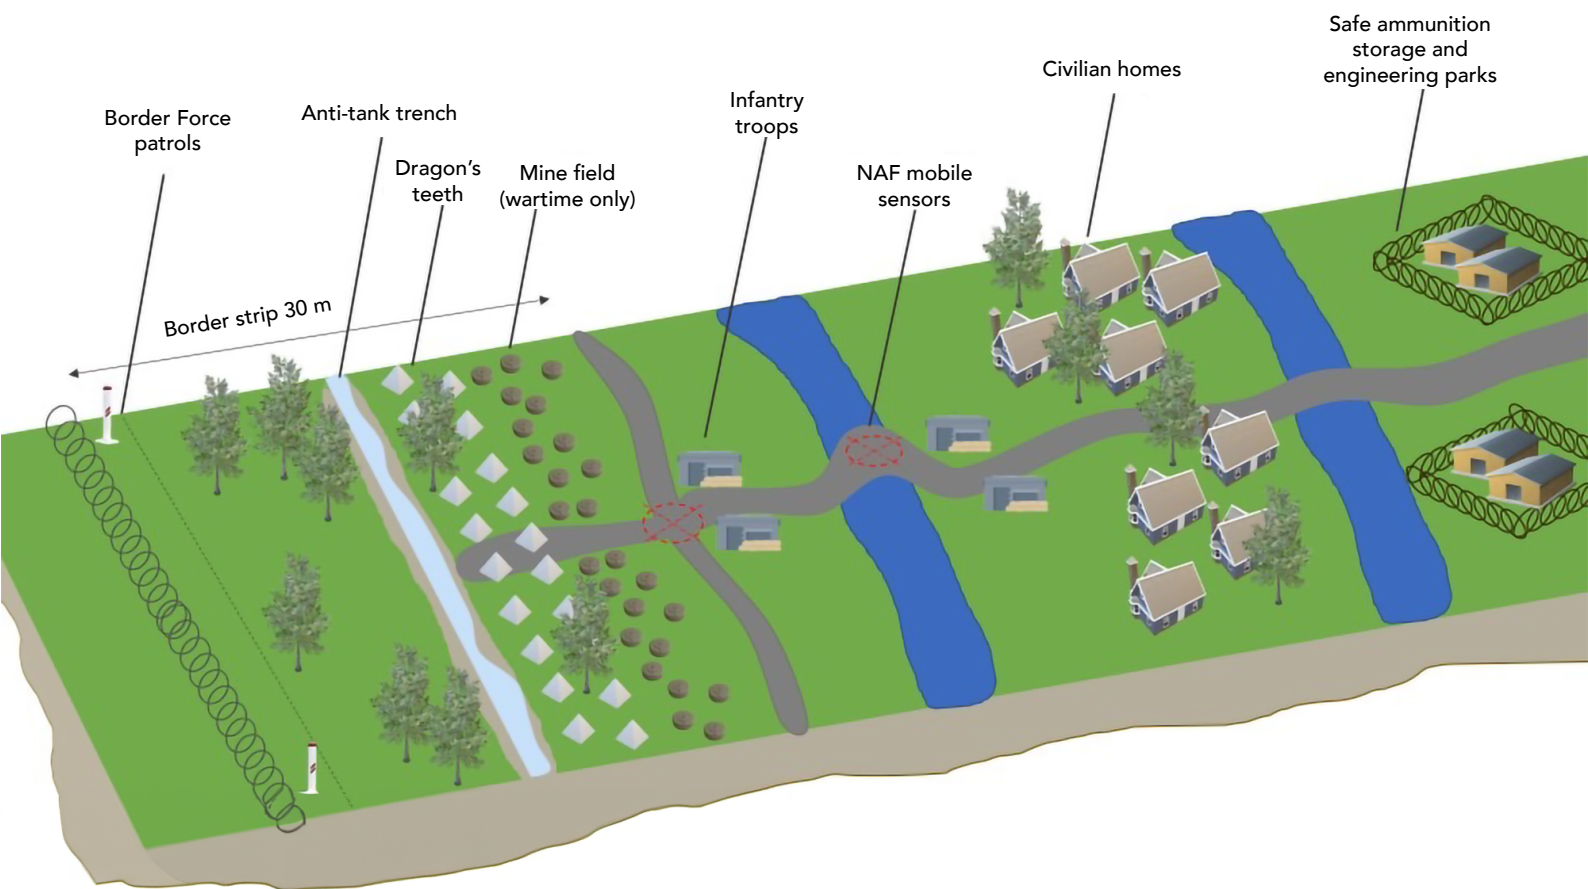 Safe ammunition
storage and
engineering parks
Civilian homes
Infantry
troops
Border Force
patrols
Anti-tank trench
Dragon’s
teeth
Mine field
(wartime only)
NAF mobile
sensors
Border strip 30 m